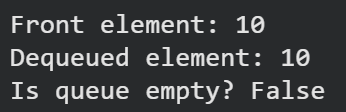 Front element: 10
Dequeued element: 10
Is queue empty? False